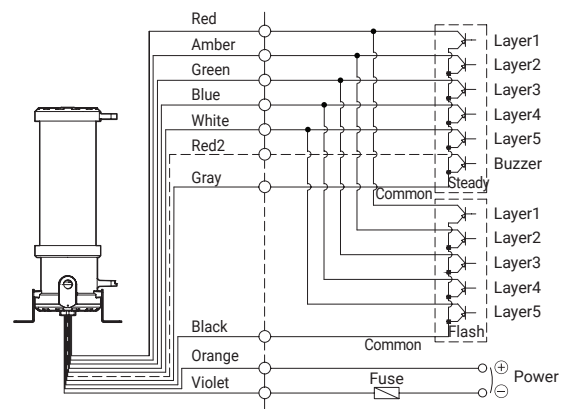 Red
Amber
Green
Blue
White
Red2
Gray
Black
Orange
Violet
Layer1
Layer2
Layer3
Layer4
Layer5
Buzzer
Steady
Common
Layer1
Layer2
Layer3
Layer4
Layer5
Flash
Common
Fuse
+
−
Power